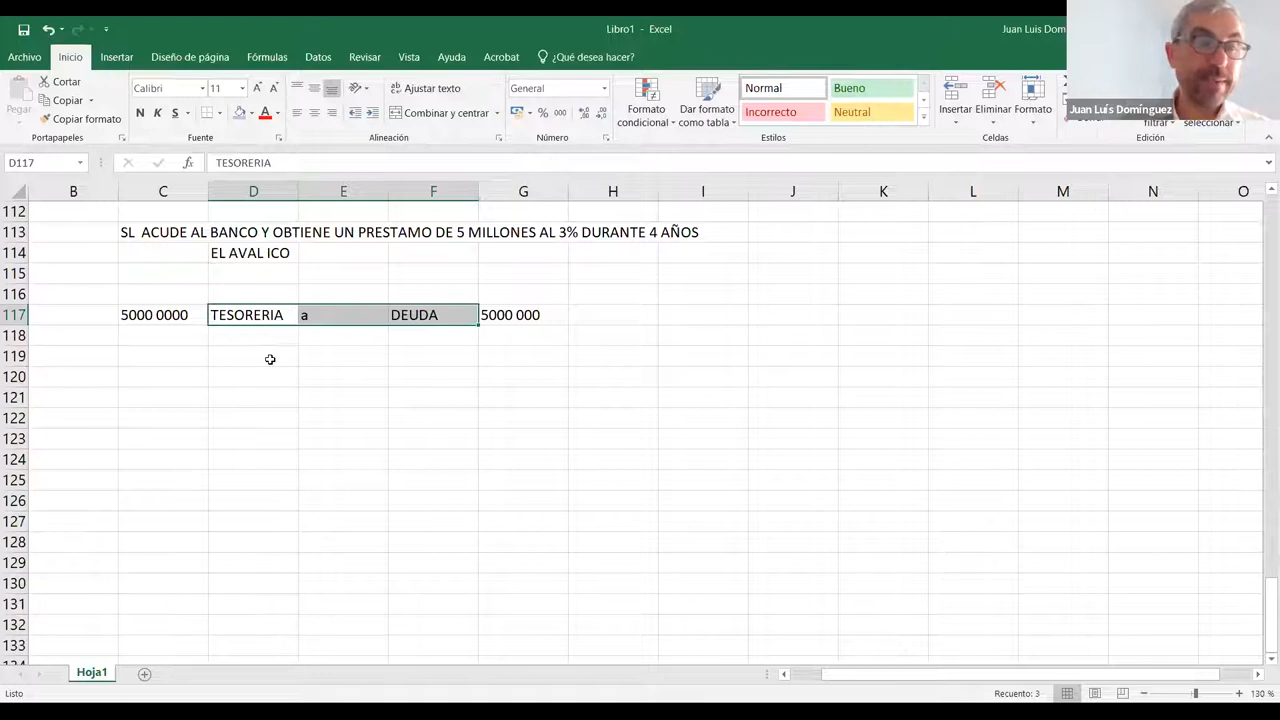 Libro1 - Excel
Juan Luis Dom
Archivo Inicio Insertar Diseño de página Fórmulas Datos Revisar Vista Ayuda Acrobat ¿Qué desea hacer?
Pegar
Cortar
Copiar
Copiar formato
Portapapeles
Calibri 11
N K S
Fuente
Ajustar texto
Combinar y centrar
Alineación
General
Número
Formato condicional
Dar formato como tabla
Normal Bueno
Incorrecto Neutral
Estilos
Insertar Eliminar Formato
Celdas
filtrar
seleccionar
Edición
Juan Luís Domínguez
D117 fx TESORERIA
B C D E F G H I J K L M N O
112
113 SL ACUDE AL BANCO Y OBTIENE UN PRESTAMO DE 5 MILLONES AL 3% DURANTE 4 AÑOS
114 EL AVAL ICO
115
116
117 5000 0000 TESORERIA a DEUDA 5000 000
118
119
120
121
122
123
124
125
126
127
128
129
130
131
132
133
Hoja1
Listo Recuento: 3 130 %